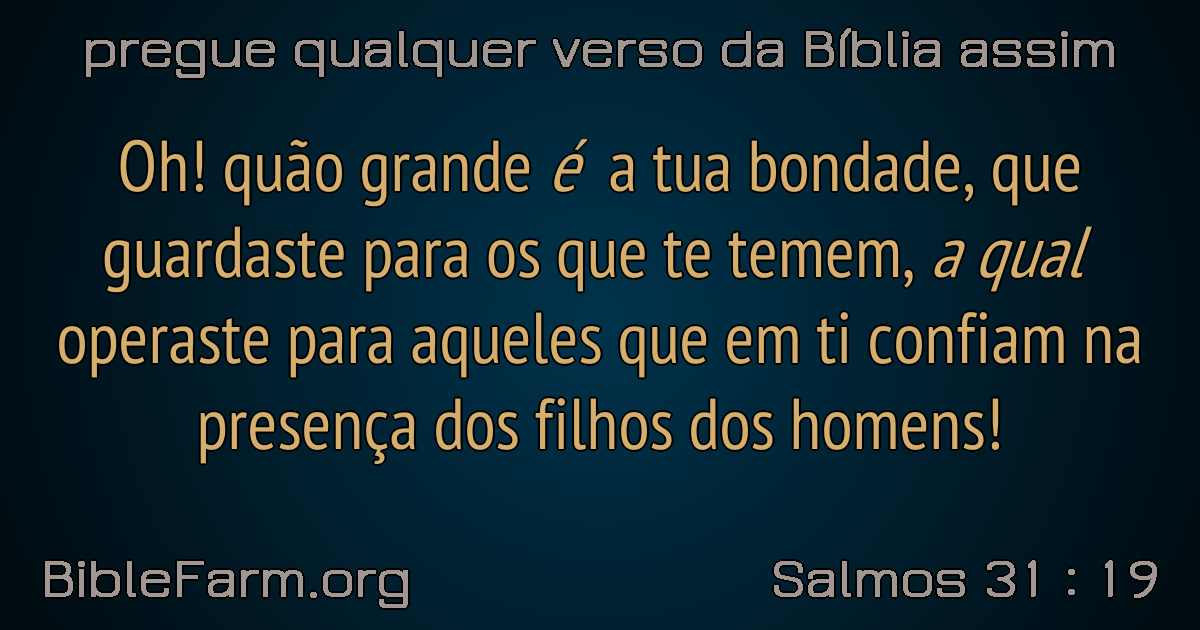 pregue qualquer verso da Bíblia assim
Oh! quão grande é a tua bondade, que
guardaste para os que te temem, a qual
operaste para aqueles que em ti confiam na
presença dos filhos dos homens!
BibleFarm.org
Salmos 31 : 19